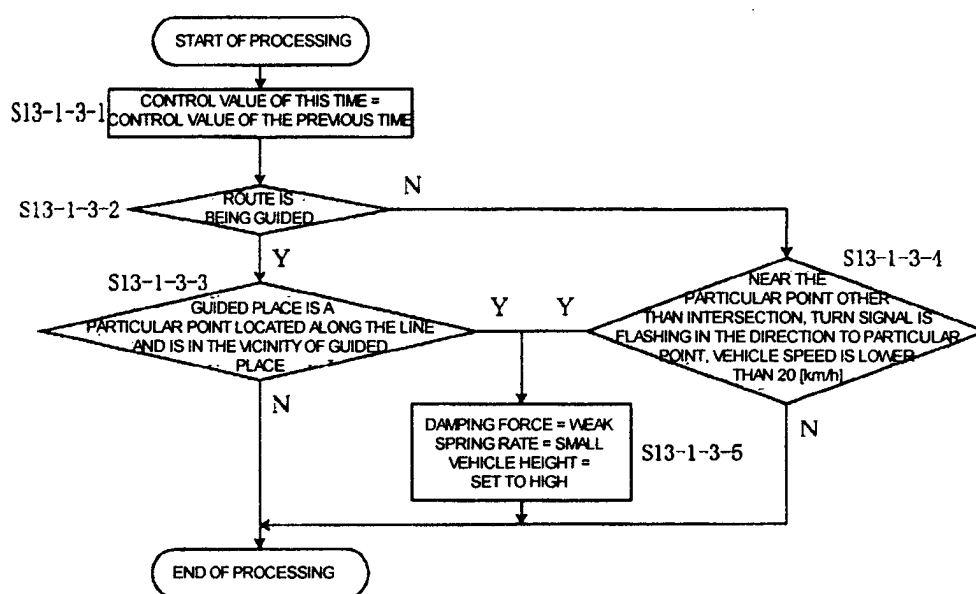 START OF PROCESSING
S13-1-3-1
CONTROL VALUE OF THIS TIME =
CONTROL VALUE OF THE PREVIOUS TIME
S13-1-3-2
ROUTE IS
BEING GUIDED
N
Y
S13-1-3-3
GUIDED PLACE IS A
PARTICULAR POINT LOCATED ALONG THE LINE
AND IS IN THE VICINITY OF GUIDED
PLACE
Y
N
S13-1-3-4
NEAR THE
PARTICULAR POINT OTHER
THAN INTERSECTION, TURN SIGNAL IS
FLASHING IN THE DIRECTION TO PARTICULAR
POINT, VEHICLE SPEED IS LOWER
THAN 20 [km/h]
Y
N
DAMPING FORCE = WEAK
SPRING RATE = SMALL
VEHICLE HEIGHT =
SET TO HIGH
S13-1-3-5
END OF PROCESSING